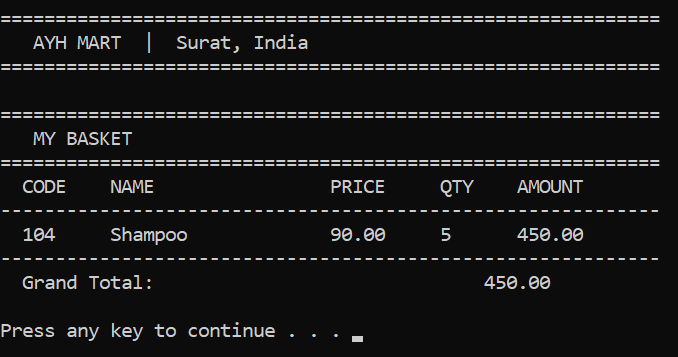 ============================================================
   AYH MART  |  Surat, India
============================================================

============================================================
   MY BASKET
============================================================
  CODE    NAME                PRICE     QTY    AMOUNT
------------------------------------------------------------
  104     Shampoo             90.00     5      450.00
------------------------------------------------------------
  Grand Total:                              450.00

Press any key to continue . . .